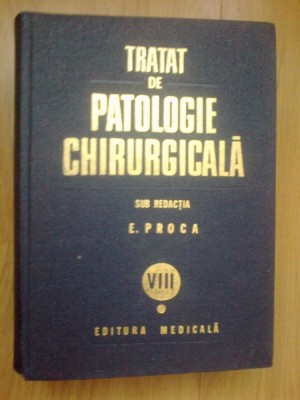 TRATAT
DE
PATOLOGIE
CHIRURGICALĂ
SUB REDACȚIA
E. PROCA
VIII
EDITURA MEDICALĂ